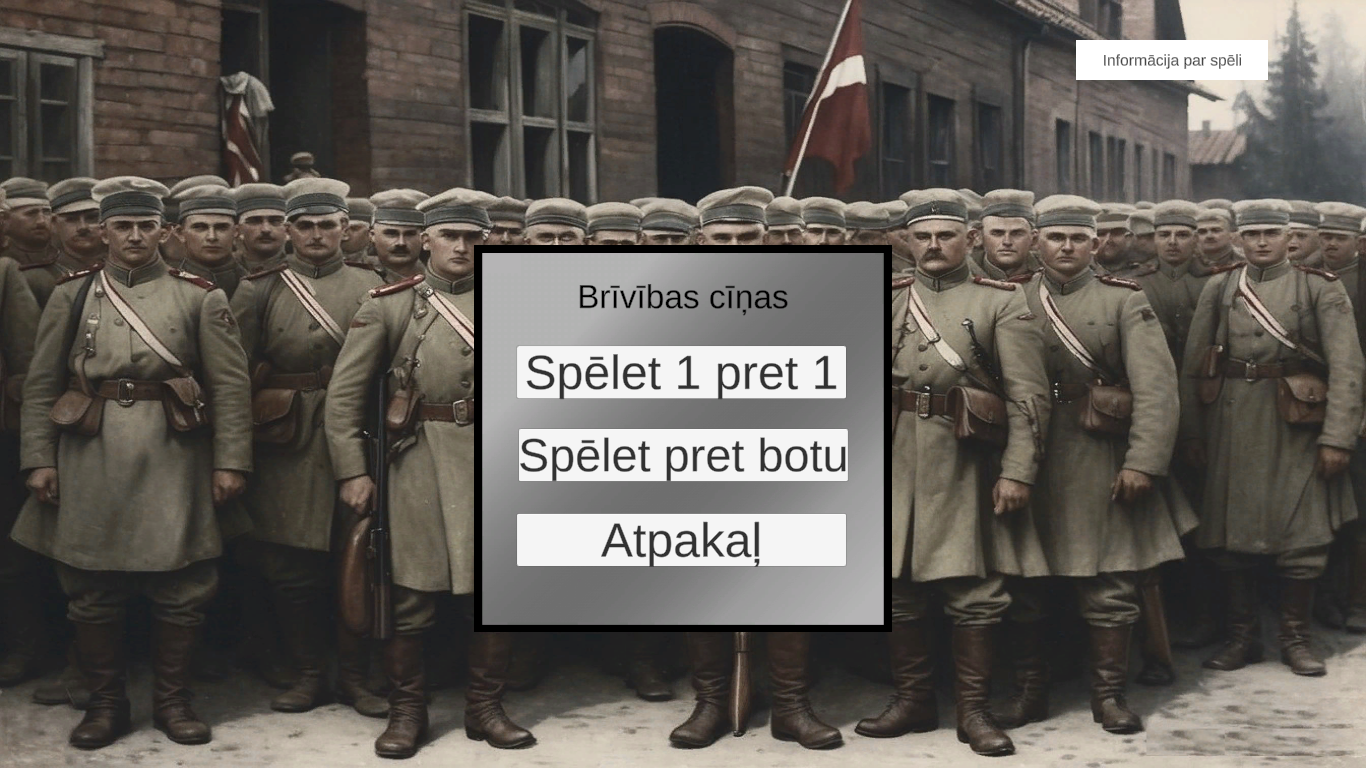 Informācija par spēli
Brīvības cīņas
Spēlet 1 pret 1
Spēlet pret botu
Atpakaļ